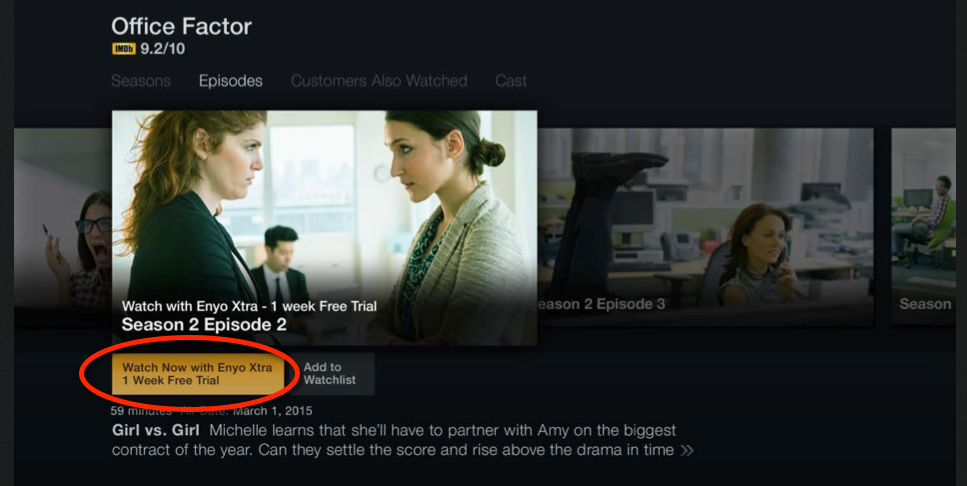 Office Factor
IMDb 9.2/10
Seasons Episodes Customers Also Watched Cast
Watch with Enyo Xtra - 1 week Free Trial
Season 2 Episode 2
eason 2 Episode 3
Season
Watch Now with Enyo Xtra
1 Week Free Trial
Add to
Watchlist
59 minutes Air Date: March 1, 2015
Girl vs. Girl Michelle learns that she'll have to partner with Amy on the biggest
contract of the year. Can they settle the score and rise above the drama in time »